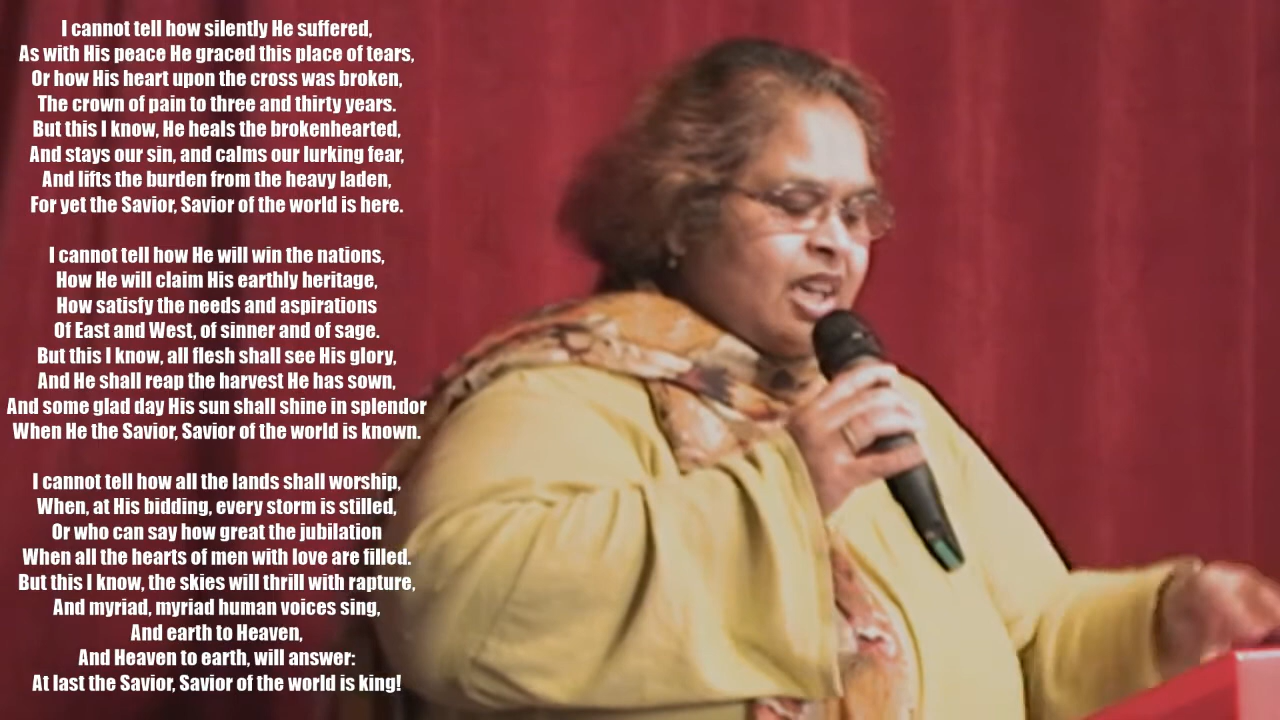 I cannot tell how silently He suffered,
As with His peace He graced this place of tears,
Or how His heart upon the cross was broken,
The crown of pain to three and thirty years.
But this I know, He heals the brokenhearted,
And stays our sin, and calms our lurking fear,
And lifts the burden from the heavy laden,
For yet the Savior, Savior of the world is here.
I cannot tell how He will win the nations,
How He will claim His earthly heritage,
How satisfy the needs and aspirations
Of East and West, of sinner and of sage.
But this I know, all flesh shall see His glory,
And He shall reap the harvest He has sown,
And some glad day His sun shall shine in splendor
When He the Savior, Savior of the world is known.
I cannot tell how all the lands shall worship,
When, at His bidding, every storm is stilled,
Or who can say how great the jubilation
When all the hearts of men with love are filled.
But this I know, the skies will thrill with rapture,
And myriad, myriad human voices sing,
And earth to Heaven,
And Heaven to earth, will answer:
At last the Savior, Savior of the world is king!